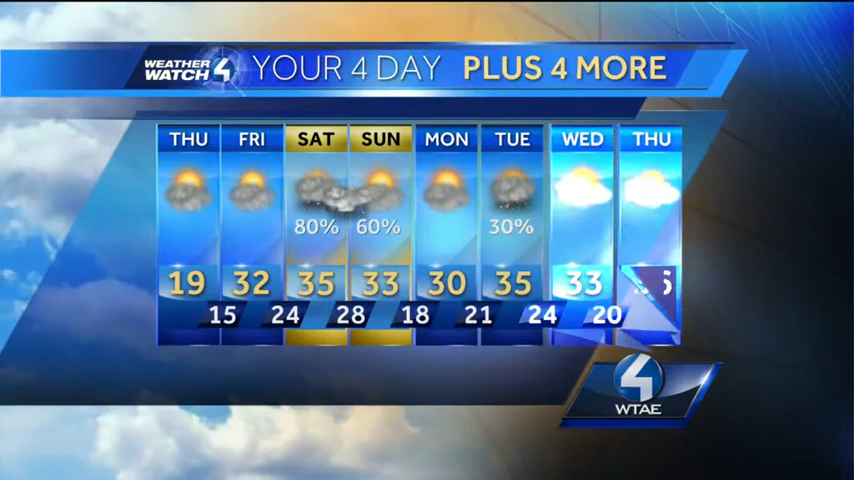 WEATHER WATCH 4 YOUR 4 DAY PLUS 4 MORE
THU FRI SAT SUN MON TUE WED THU
80% 60% 30%
19 32 35 33 30 35 33
15 24 28 18 21 24 20
4
WTAE